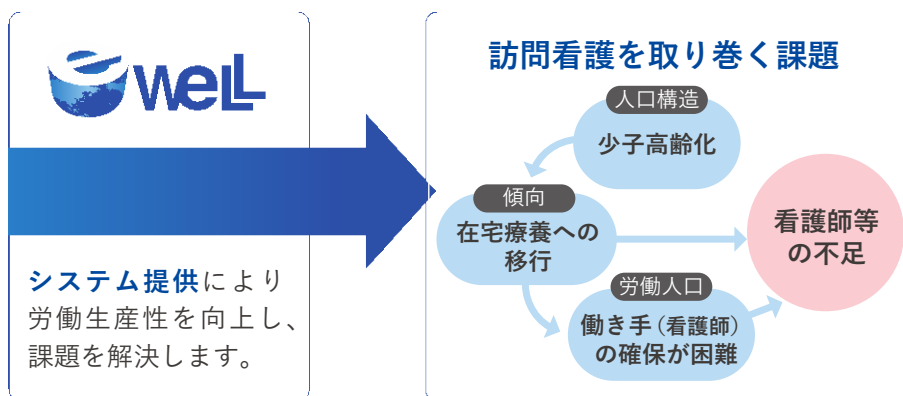 eWeLL
システム提供により
労働生産性を向上し、
課題を解決します。
訪問看護を取り巻く課題
人口構造
少子高齢化
傾向
在宅療養への
移行
労働人口
働き手(看護師)
の確保が困難
看護師等
の不足